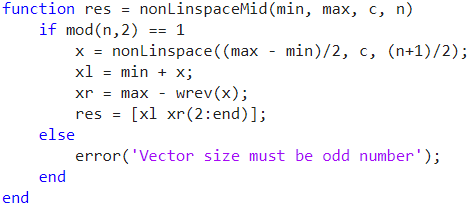 function res = nonLinspaceMid(min, max, c, n)
    if mod(n,2) == 1
        x = nonLinspace((max - min)/2, c, (n+1)/2);
        xl = min + x;
        xr = max - wrev(x);
        res = [xl xr(2:end)];
    else
        error('Vector size must be odd number');
    end
end